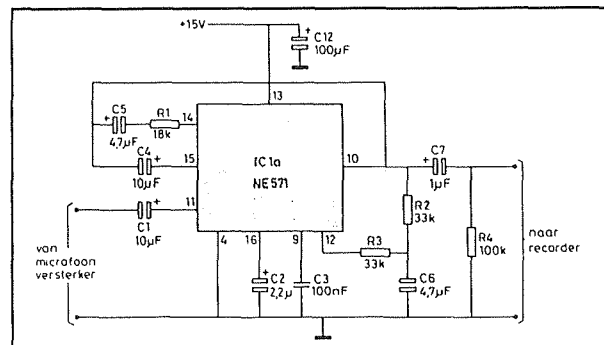 +15V
+
C12
100µF
13
C5
+
4,7µF
R1
18k
14
C4
+
10µF
15
IC1a
NE571
10
C7
+
1µF
R2
33k
11
C1
+
10µF
van
microfoon
versterker
4
16
9
12
R3
33k
R4
100k
naar
recorder
+
C2
2,2µ
C3
100nF
C6
4,7µF